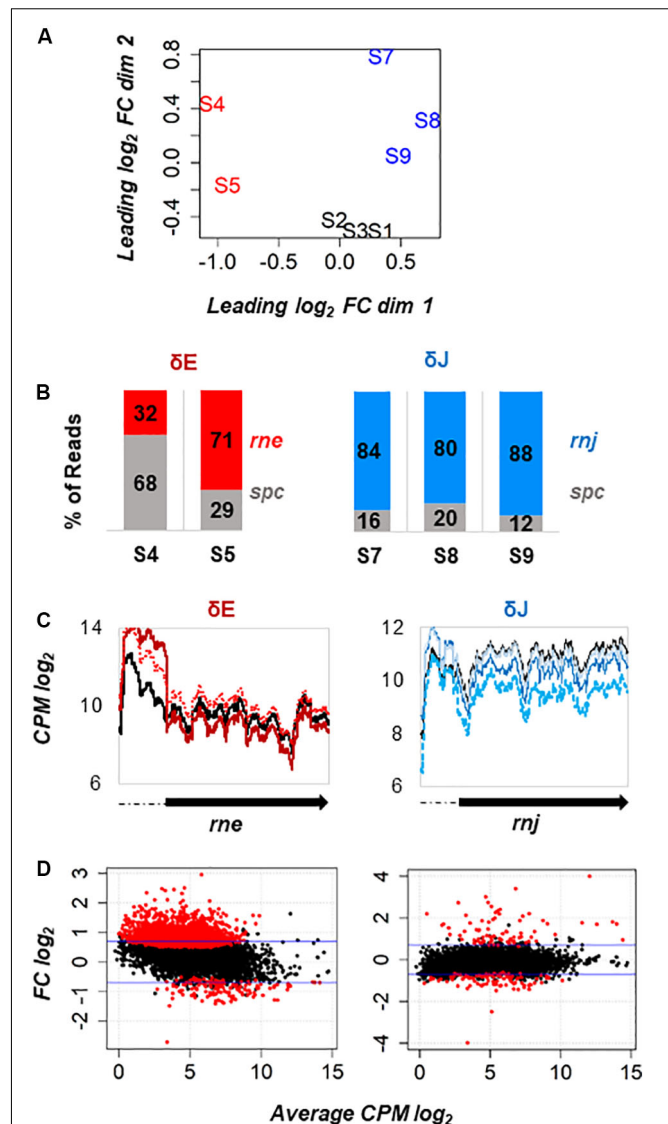 A
Leading log2 FC dim 2
0.8
0.4
0.0
-0.4
S7
S4
S8
S9
S5
S2
S3 S1
-1.0 -0.5 0.0 0.5
Leading log2 FC dim 1
B
δE δJ
% of Reads
32 71 rne 84 80 88 rnj
68 29 spc 16 20 12 spc
S4 S5 S7 S8 S9
C
δE δJ
CPM log2
14
10
6
12
10
8
6
rne rnj
D
FC log2
3
2
1
0
-1
-2
4
2
0
-2
-4
0 5 10 15 0 5 10 15
Average CPM log2